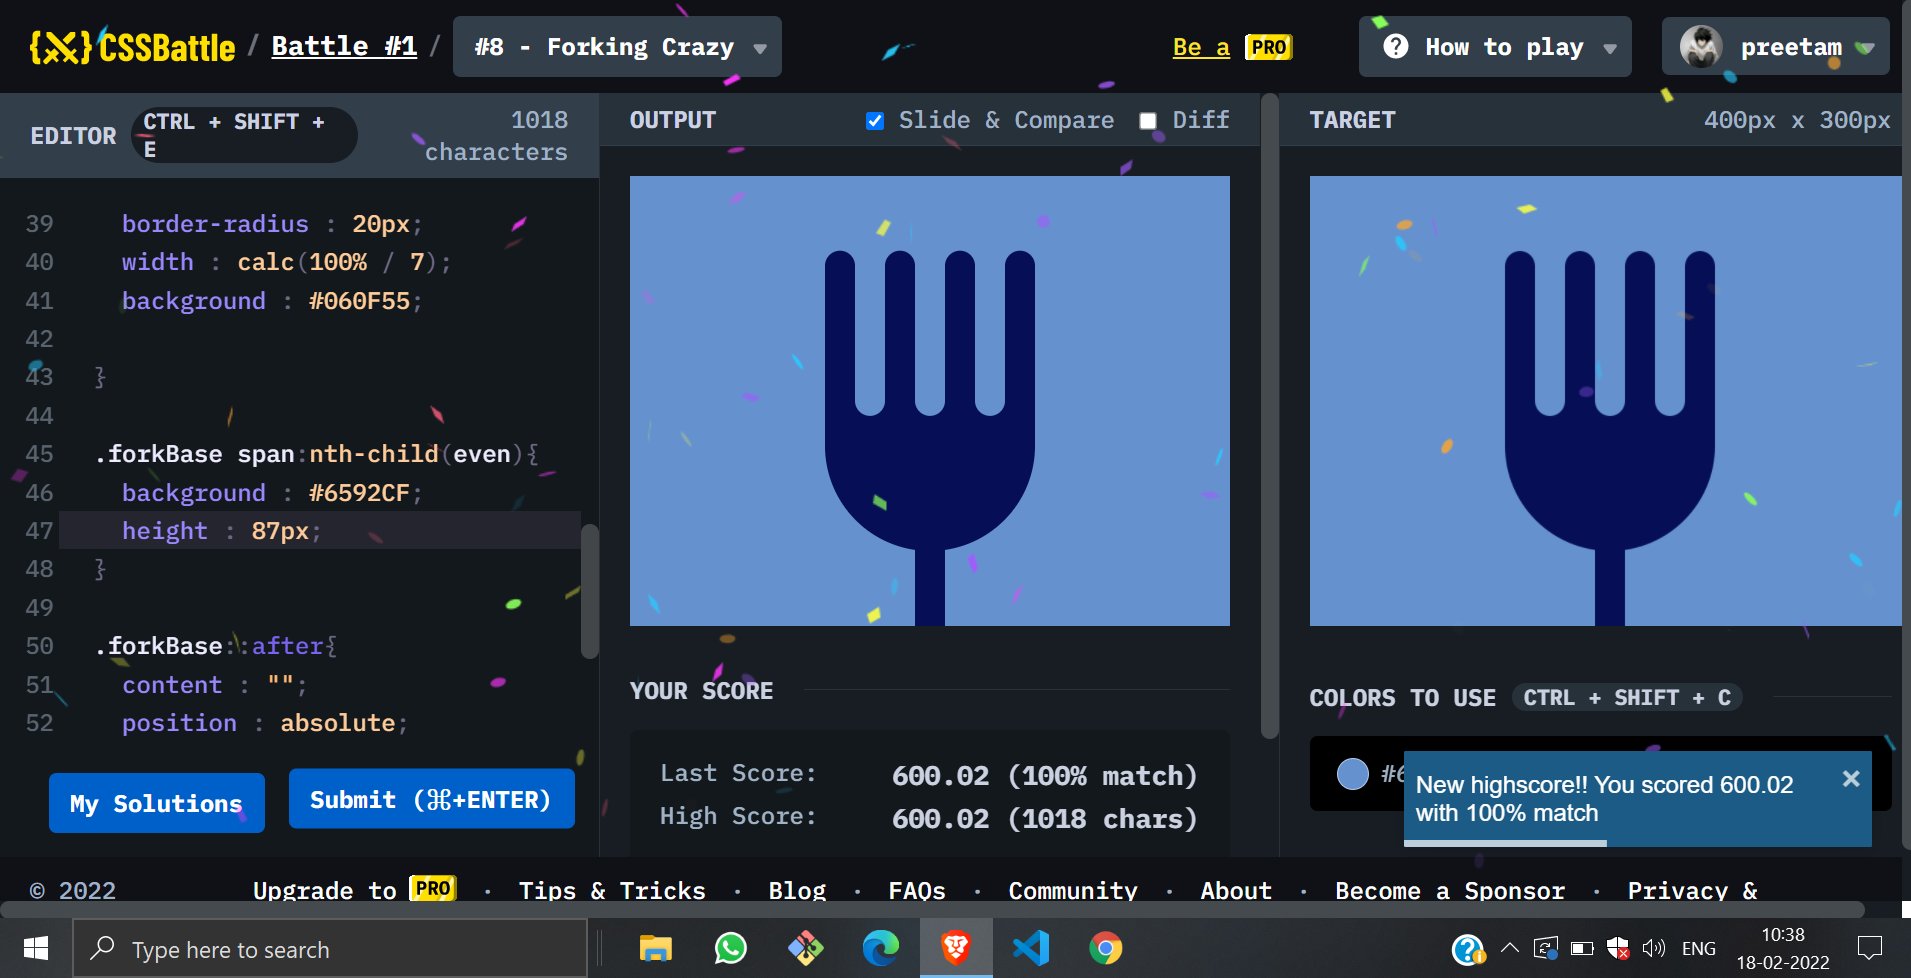 {X} CSSBattle / Battle #1 / #8 - Forking Crazy
Be a PRO
How to play
preetam
EDITOR
CTRL + SHIFT + E
1018 characters
39 border-radius : 20px;
40 width : calc(100% / 7);
41 background : #060F55;
42
43 }
44
45 .forkBase span:nth-child(even){
46 background : #6592CF;
47 height : 87px;
48 }
49
50 .forkBase::after{
51 content : "";
52 position : absolute;
My Solutions
Submit (⌘+ENTER)
OUTPUT
Slide & Compare
Diff
YOUR SCORE
Last Score: 600.02 (100% match)
High Score: 600.02 (1018 chars)
TARGET
400px x 300px
COLORS TO USE CTRL + SHIFT + C
#6
New highscore!! You scored 600.02
with 100% match
© 2022
Upgrade to PRO · Tips & Tricks · Blog · FAQs · Community · About · Become a Sponsor · Privacy &
Type here to search
ENG
10:38
18-02-2022